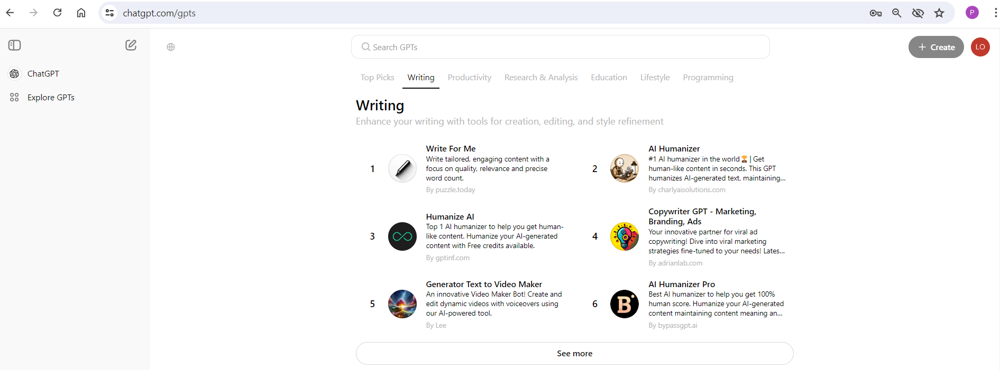 chatgpt.com/gpts
P
Search GPTs
Create
LO
ChatGPT
Explore GPTs
Top Picks Writing Productivity Research & Analysis Education Lifestyle Programming
Writing
Enhance your writing with tools for creation, editing, and style refinement
1
Write For Me
Write tailored, engaging content with a
focus on quality, relevance and precise
word count.
By puzzle.today
2
AI Humanizer
#1 AI humanizer in the world🏆| Get
human-like content in seconds. This GPT
humanizes AI-generated text, maintaining...
By charlyaisolutions.com
3
Humanize AI
Top 1 AI humanizer to help you get human-
like content. Humanize your AI-generated
content with Free credits available.
By gptinf.com
4
Copywriter GPT - Marketing,
Branding, Ads
Your innovative partner for viral ad
copywriting! Dive into viral marketing
strategies fine-tuned to your needs! Lates...
By adrianlab.com
5
Generator Text to Video Maker
An innovative Video Maker Bot! Create and
edit dynamic videos with voiceovers using
our AI-powered tool.
By Lee
6
B
AI Humanizer Pro
Best AI humanizer to help you get 100%
human score. Humanize your AI-generated
content maintaining content meaning an...
By bypassgpt.ai
See more